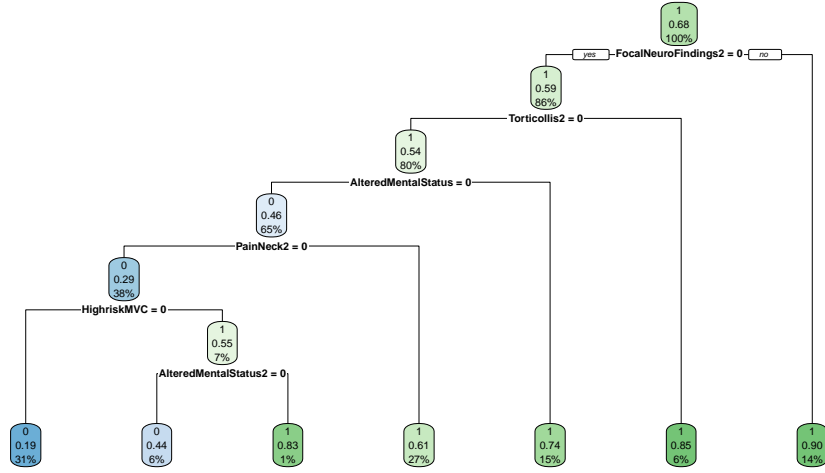 1
0.68
100%
yes FocalNeuroFindings2 = 0 no
1
0.59
86%
Torticollis2 = 0
1
0.54
80%
AlteredMentalStatus = 0
0
0.46
65%
PainNeck2 = 0
0
0.29
38%
HighriskMVC = 0
1
0.55
7%
AlteredMentalStatus2 = 0
0 0 1 1 1 1 1
0.19 0.44 0.83 0.61 0.74 0.85 0.90
31% 6% 1% 27% 15% 6% 14%